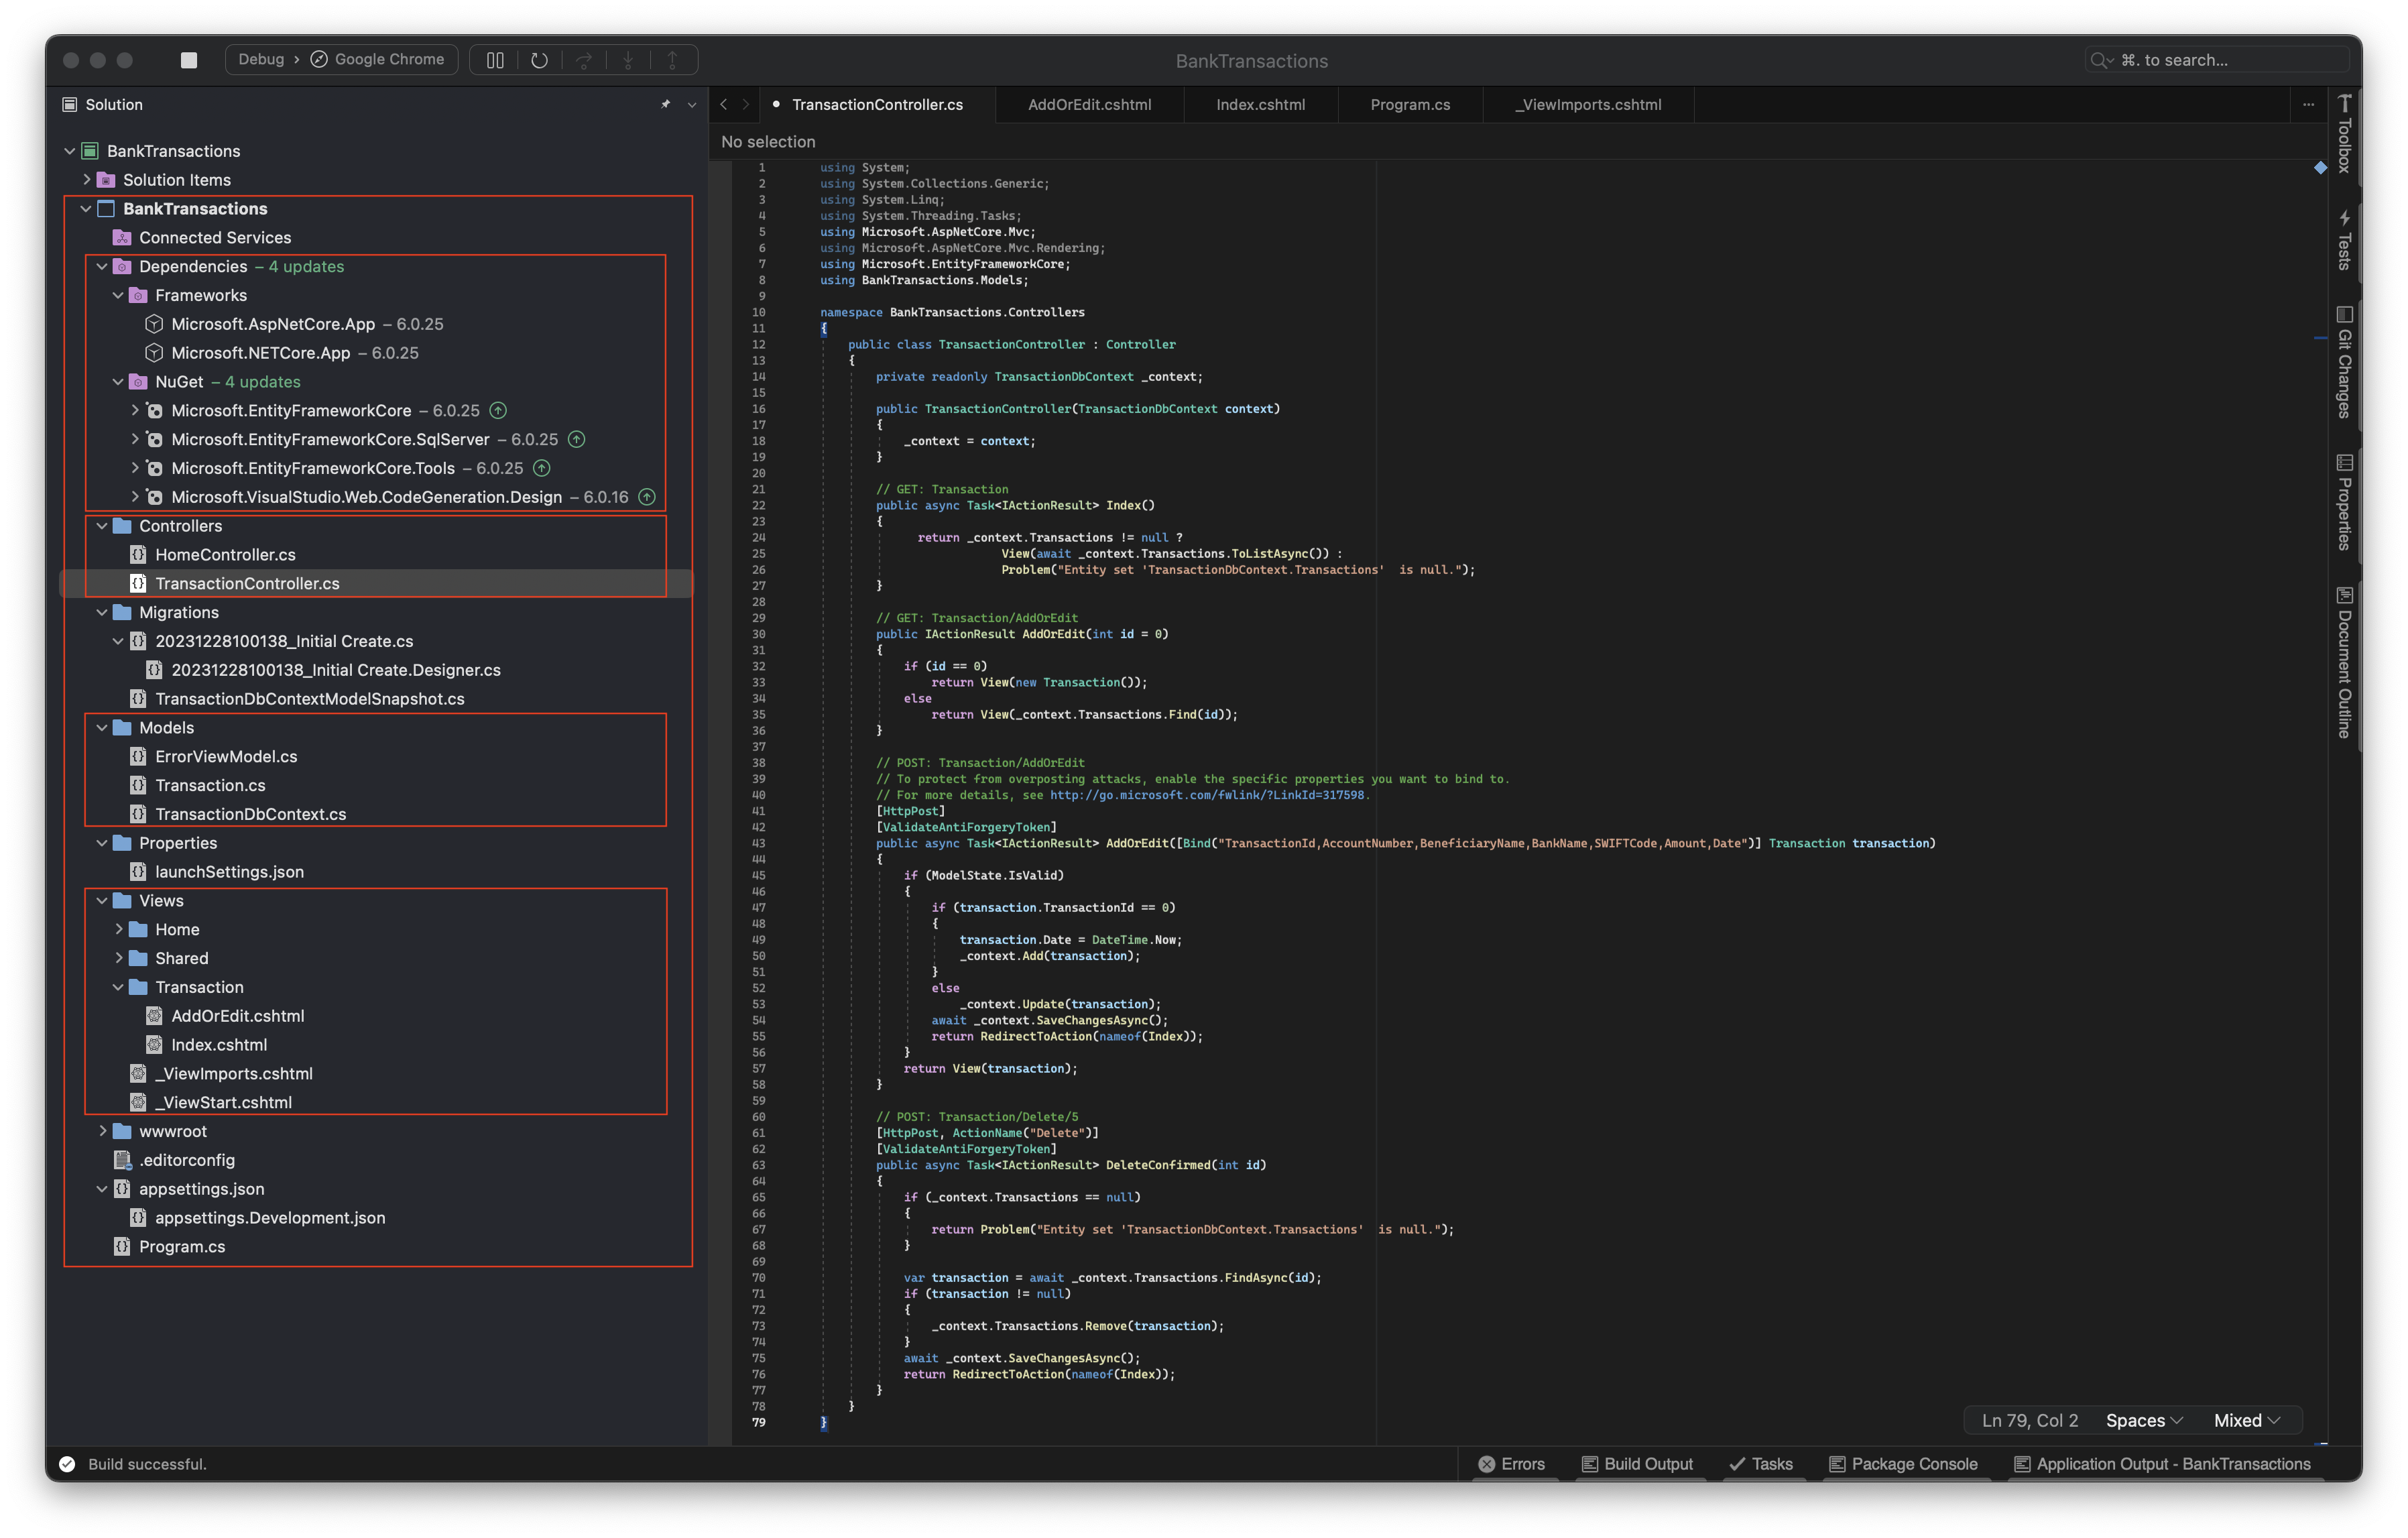 Debug › Google Chrome
BankTransactions
⌘. to search...
Solution
BankTransactions
Solution Items
BankTransactions
Connected Services
Dependencies – 4 updates
Frameworks
Microsoft.AspNetCore.App – 6.0.25
Microsoft.NETCore.App – 6.0.25
NuGet – 4 updates
Microsoft.EntityFrameworkCore – 6.0.25
Microsoft.EntityFrameworkCore.SqlServer – 6.0.25
Microsoft.EntityFrameworkCore.Tools – 6.0.25
Microsoft.VisualStudio.Web.CodeGeneration.Design – 6.0.16
Controllers
HomeController.cs
TransactionController.cs
Migrations
20231228100138_Initial Create.cs
20231228100138_Initial Create.Designer.cs
TransactionDbContextModelSnapshot.cs
Models
ErrorViewModel.cs
Transaction.cs
TransactionDbContext.cs
Properties
launchSettings.json
Views
Home
Shared
Transaction
AddOrEdit.cshtml
Index.cshtml
_ViewImports.cshtml
_ViewStart.cshtml
wwwroot
.editorconfig
appsettings.json
appsettings.Development.json
Program.cs
TransactionController.cs AddOrEdit.cshtml Index.cshtml Program.cs _ViewImports.cshtml
No selection
1 using System;
2 using System.Collections.Generic;
3 using System.Linq;
4 using System.Threading.Tasks;
5 using Microsoft.AspNetCore.Mvc;
6 using Microsoft.AspNetCore.Mvc.Rendering;
7 using Microsoft.EntityFrameworkCore;
8 using BankTransactions.Models;
9
10 namespace BankTransactions.Controllers
11 {
12 public class TransactionController : Controller
13 {
14 private readonly TransactionDbContext _context;
15
16 public TransactionController(TransactionDbContext context)
17 {
18 _context = context;
19 }
20
21 // GET: Transaction
22 public async Task<IActionResult> Index()
23 {
24 return _context.Transactions != null ?
25 View(await _context.Transactions.ToListAsync()) :
26 Problem("Entity set 'TransactionDbContext.Transactions'  is null.");
27 }
28
29 // GET: Transaction/AddOrEdit
30 public IActionResult AddOrEdit(int id = 0)
31 {
32 if (id == 0)
33 return View(new Transaction());
34 else
35 return View(_context.Transactions.Find(id));
36 }
37
38 // POST: Transaction/AddOrEdit
39 // To protect from overposting attacks, enable the specific properties you want to bind to.
40 // For more details, see http://go.microsoft.com/fwlink/?LinkId=317598.
41 [HttpPost]
42 [ValidateAntiForgeryToken]
43 public async Task<IActionResult> AddOrEdit([Bind("TransactionId,AccountNumber,BeneficiaryName,BankName,SWIFTCode,Amount,Date")] Transaction transaction)
44 {
45 if (ModelState.IsValid)
46 {
47 if (transaction.TransactionId == 0)
48 {
49 transaction.Date = DateTime.Now;
50 _context.Add(transaction);
51 }
52 else
53 _context.Update(transaction);
54 await _context.SaveChangesAsync();
55 return RedirectToAction(nameof(Index));
56 }
57 return View(transaction);
58 }
59
60 // POST: Transaction/Delete/5
61 [HttpPost, ActionName("Delete")]
62 [ValidateAntiForgeryToken]
63 public async Task<IActionResult> DeleteConfirmed(int id)
64 {
65 if (_context.Transactions == null)
66 {
67 return Problem("Entity set 'TransactionDbContext.Transactions'  is null.");
68 }
69
70 var transaction = await _context.Transactions.FindAsync(id);
71 if (transaction != null)
72 {
73 _context.Transactions.Remove(transaction);
74 }
75 await _context.SaveChangesAsync();
76 return RedirectToAction(nameof(Index));
77 }
78 }
79 }
Toolbox
Tests
Git Changes
Properties
Document Outline
Ln 79, Col 2 Spaces Mixed
Build successful.
Errors Build Output Tasks Package Console Application Output - BankTransactions